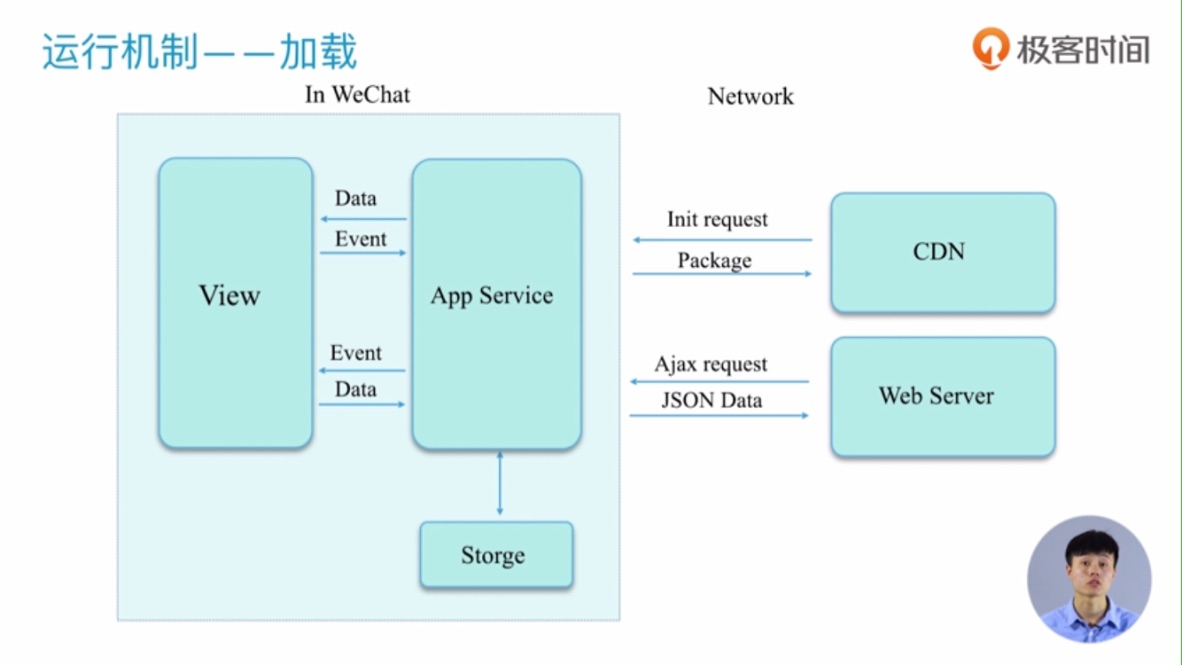 运行机制——加载
极客时间
In WeChat
Network
Data
Event
View
App Service
Event
Data
Storge
Init request
Package
CDN
Ajax request
JSON Data
Web Server